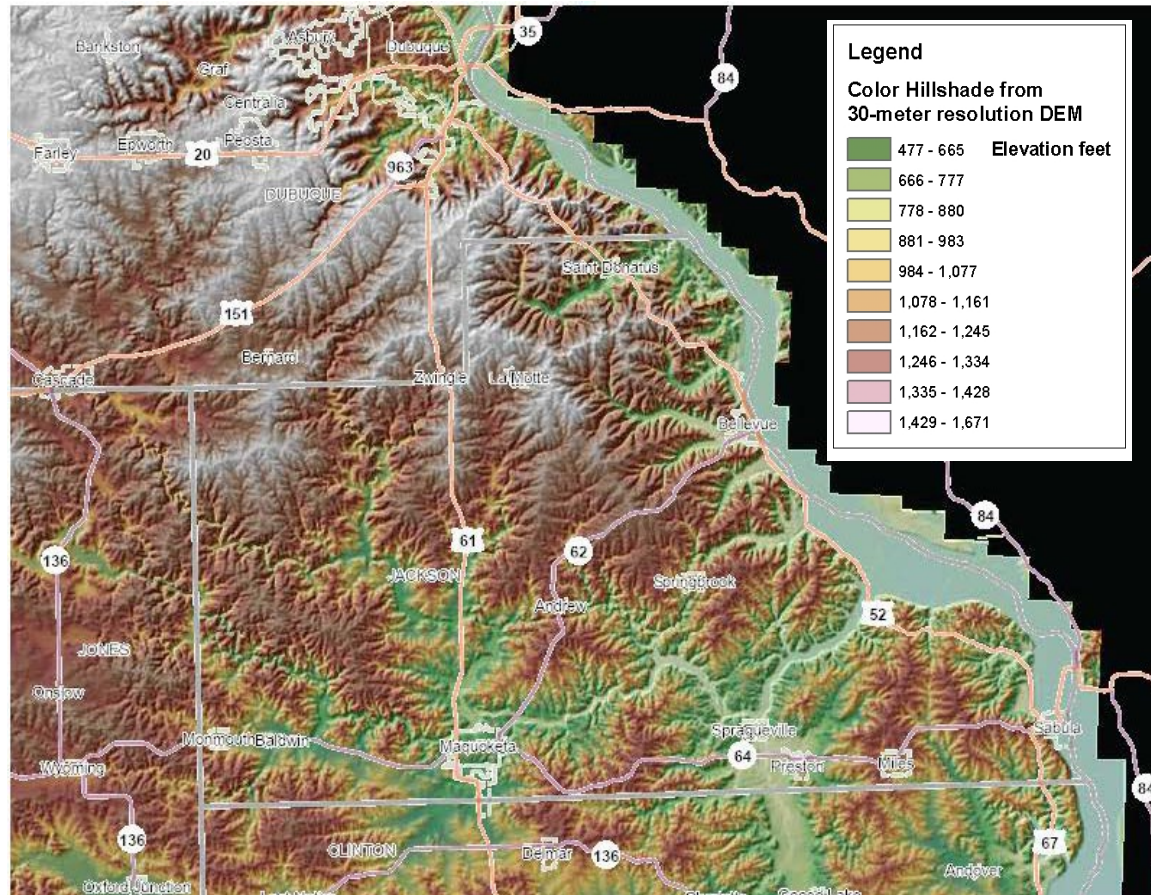 35
Asbury
Dubuque
Bankston
Graf
84
Centralia
Farley
Epworth
20
Peosta
963
DUBUQUE
Saint Donatus
151
Bernard
Cascade
Zwingle
La Motte
Bellevue
84
136
61
62
JACKSON
Springbrook
Andrew
52
JONES
Onslow
Monmouth
Baldwin
Maquoketa
Spragueville
Sabula
64
Preston
Miles
Wyoming
84
136
CLINTON
Delmar
136
67
Andover
Oxford Junction
Legend
Color Hillshade from
30-meter resolution DEM
477 - 665 Elevation feet
666 - 777
778 - 880
881 - 983
984 - 1,077
1,078 - 1,161
1,162 - 1,245
1,246 - 1,334
1,335 - 1,428
1,429 - 1,671